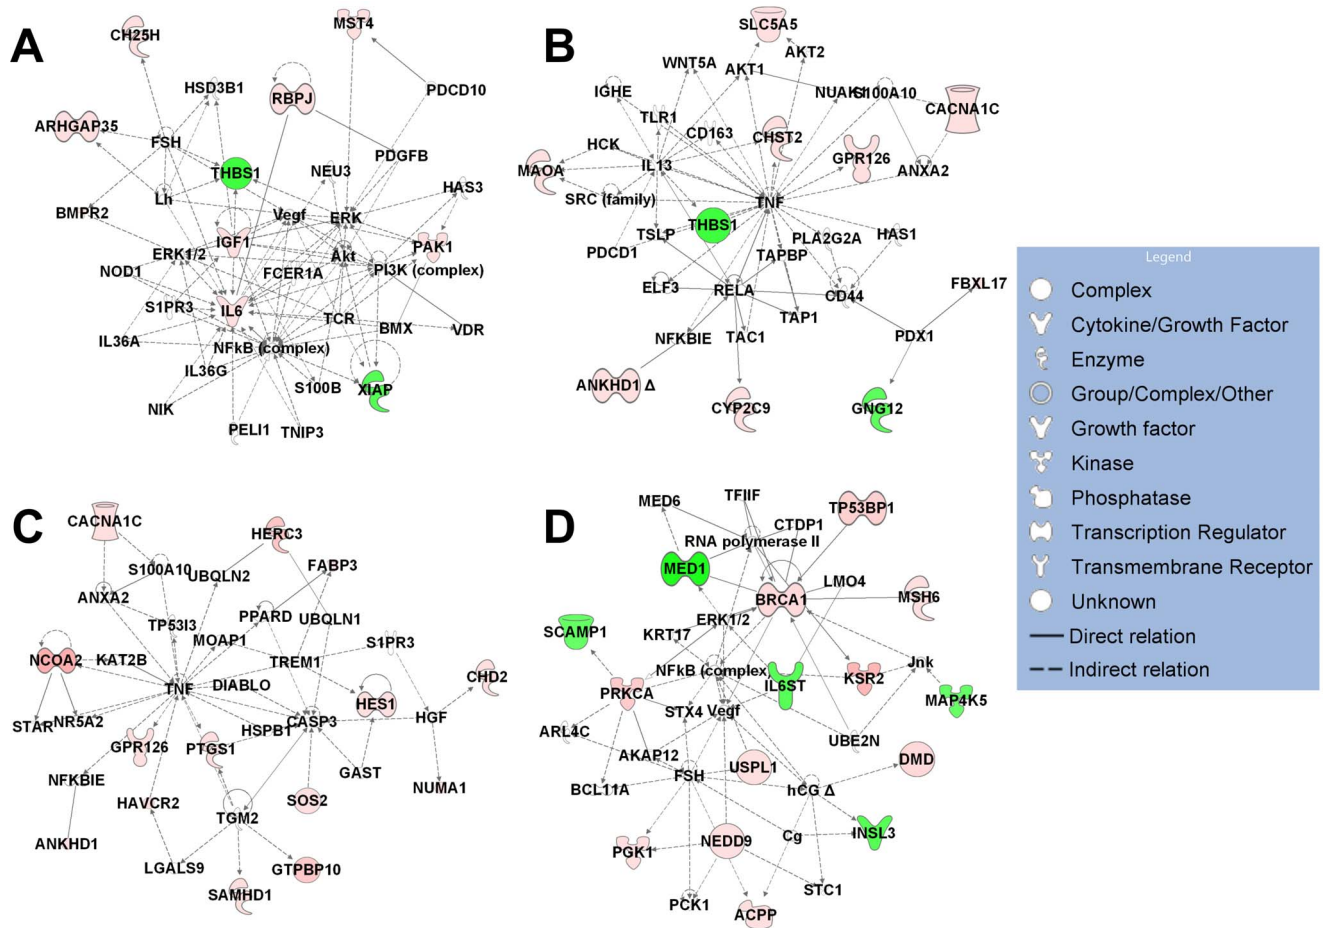 A
CH25H
MST4
HSD3B1
RBPJ
PDCD10
ARHGAP35
FSH
PDGFB
THBS1
NEU3
HAS3
Lh
BMPR2
Vegf
ERK
IGF1
PAK1
ERK1/2
Akt
NOD1
FCER1A
PI3K (complex)
S1PR3
IL6
TCR
BMX
VDR
IL36A
NFkB (complex)
IL36G
S100B
XIAP
NIK
PELI1
TNIP3
B
SLC5A5
AKT2
WNT5A
AKT1
IGHE
NUAK1
S100A10
CACNA1C
TLR1
CD163
CHST2
HCK
GPR126
MAOA
IL13
ANXA2
SRC (family)
TNF
THBS1
TSLP
PLA2G2A
HAS1
PDCD1
TAPBP
ELF3
RELA
CD44
FBXL17
TAP1
NFKBIE
TAC1
PDX1
ANKHD1 Δ
CYP2C9
GNG12
Legend
Complex
Cytokine/Growth Factor
Enzyme
Group/Complex/Other
Growth factor
Kinase
Phosphatase
Transcription Regulator
Transmembrane Receptor
Unknown
Direct relation
Indirect relation
C
CACNA1C
HERC3
S100A10
UBQLN2
FABP3
ANXA2
TP53I3
PPARD
UBQLN1
MOAP1
S1PR3
NCOA2
KAT2B
TREM1
CHD2
TNF
DIABLO
HES1
STAR
NR5A2
HSPB1
CASP3
HGF
GPR126
PTGS1
NFKBIE
GAST
NUMA1
HAVCR2
SOS2
TGM2
ANKHD1
LGALS9
GTPBP10
SAMHD1
D
MED6
TFIIF
TP53BP1
CTDP1
RNA polymerase II
MED1
LMO4
BRCA1
MSH6
ERK1/2
SCAMP1
KRT17
NFkB (complex)
Jnk
IL6ST
KSR2
PRKCA
MAP4K5
STX4
Vegf
ARL4C
UBE2N
AKAP12
USPL1
DMD
FSH
BCL11A
hCG Δ
Cg
INSL3
NEDD9
PGK1
STC1
PCK1
ACPP